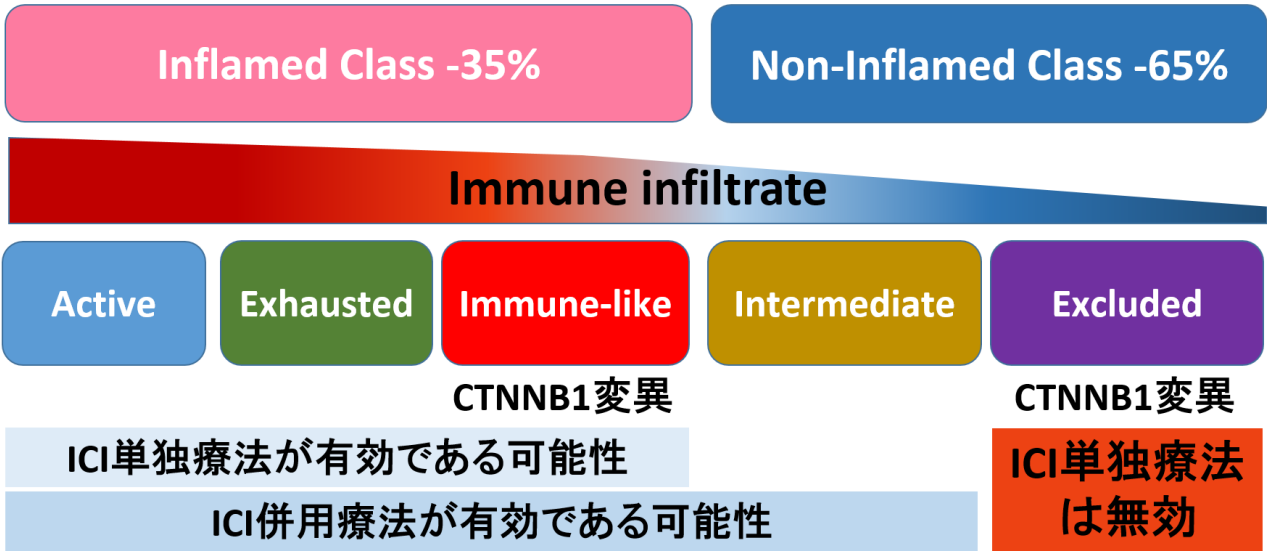 Inflamed Class -35%
Non-Inflamed Class -65%
Immune infiltrate
Active
Exhausted
Immune-like
Intermediate
Excluded
CTNNB1変異
CTNNB1変異
ICI単独療法が有効である可能性
ICI併用療法が有効である可能性
ICI単独療法
は無効